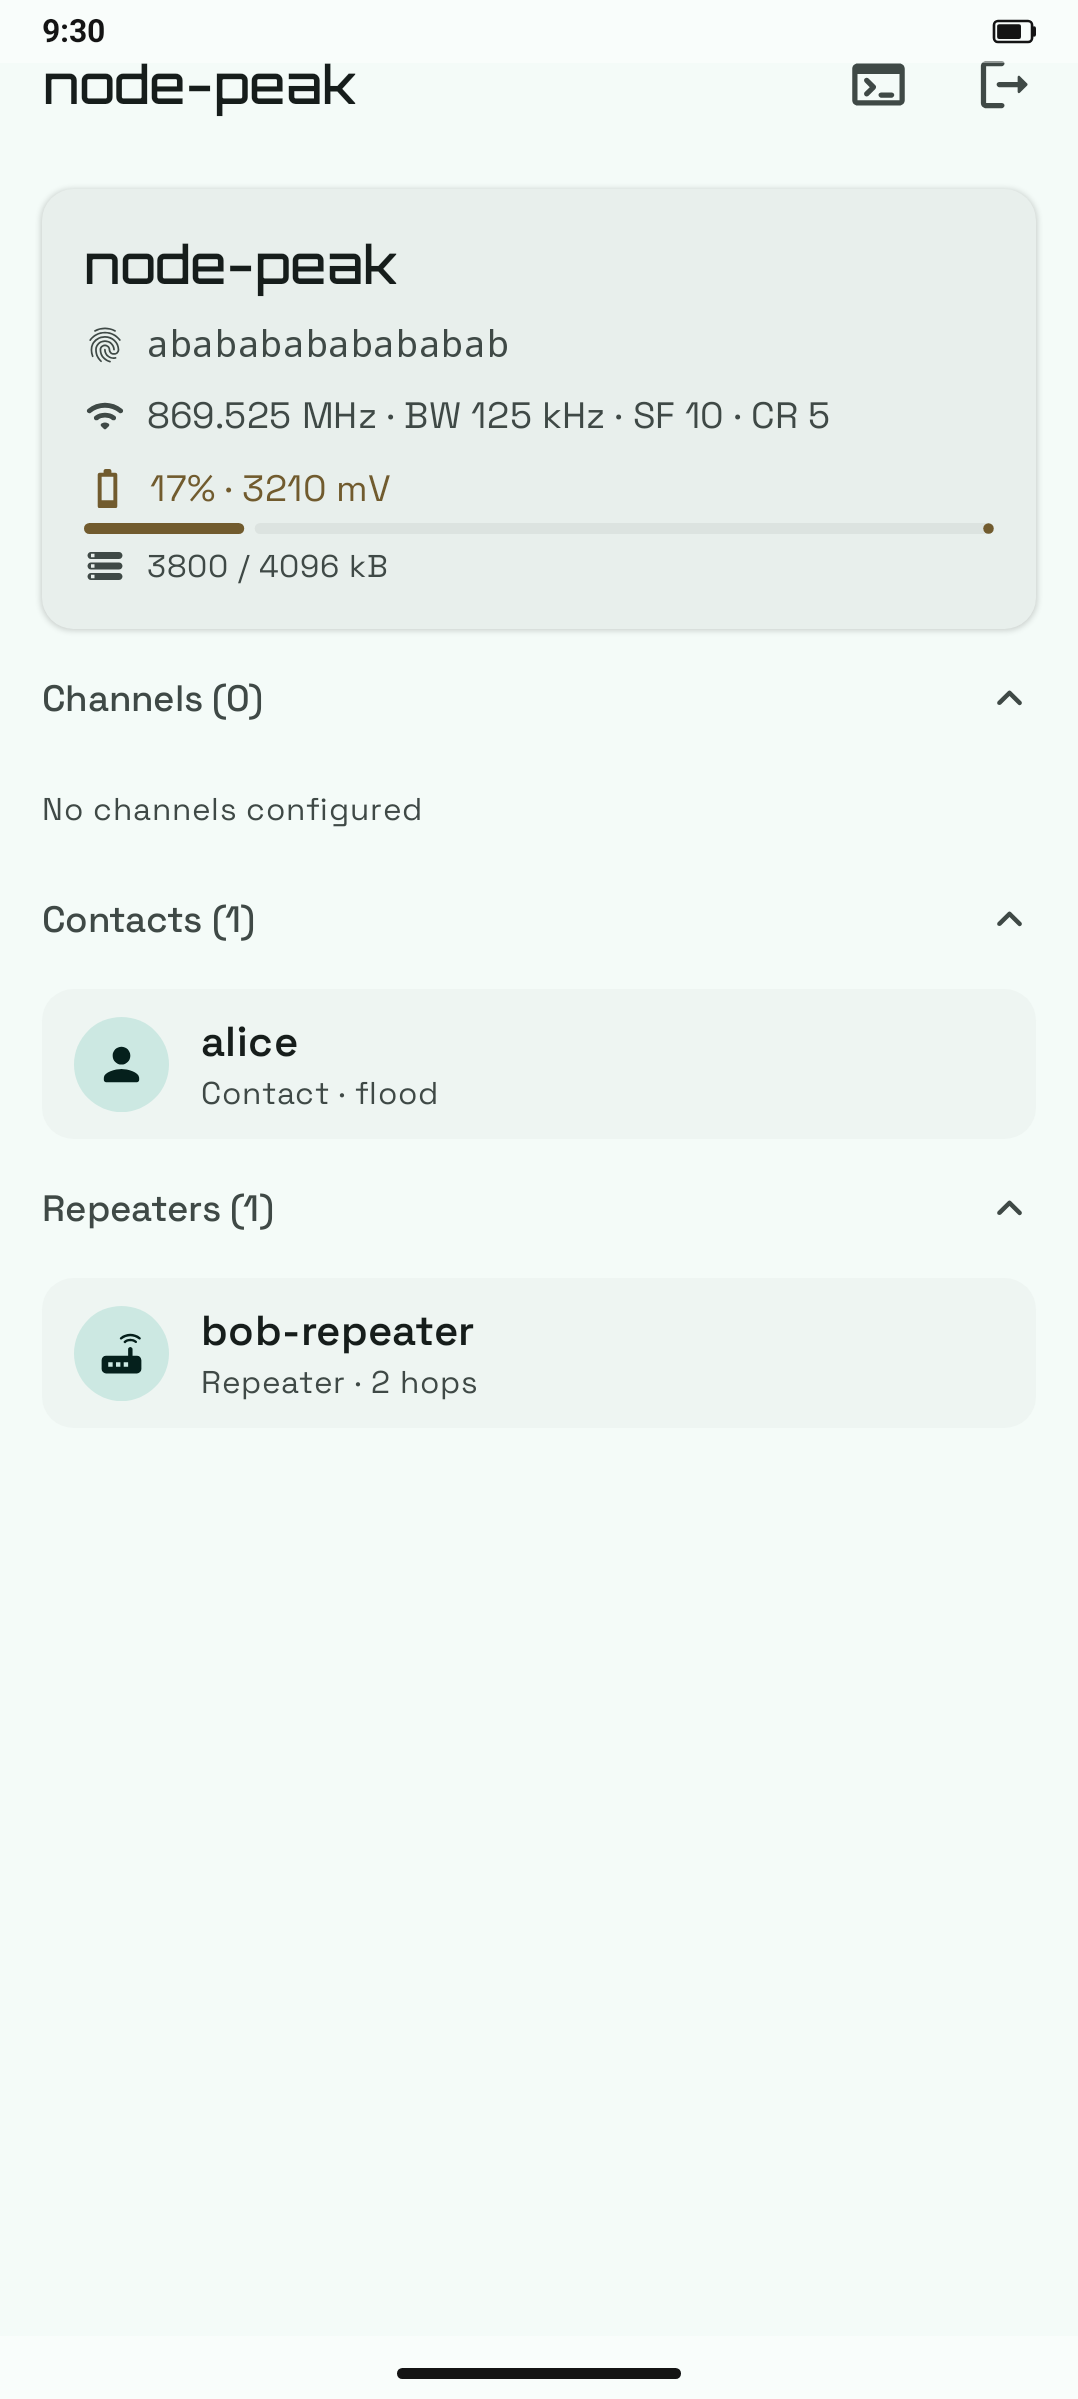 9:30
node-peak
node-peak
abababababababab
869.525 MHz · BW 125 kHz · SF 10 · CR 5
17% · 3210 mV
3800 / 4096 kB
Channels (0)
No channels configured
Contacts (1)
alice
Contact · flood
Repeaters (1)
bob-repeater
Repeater · 2 hops